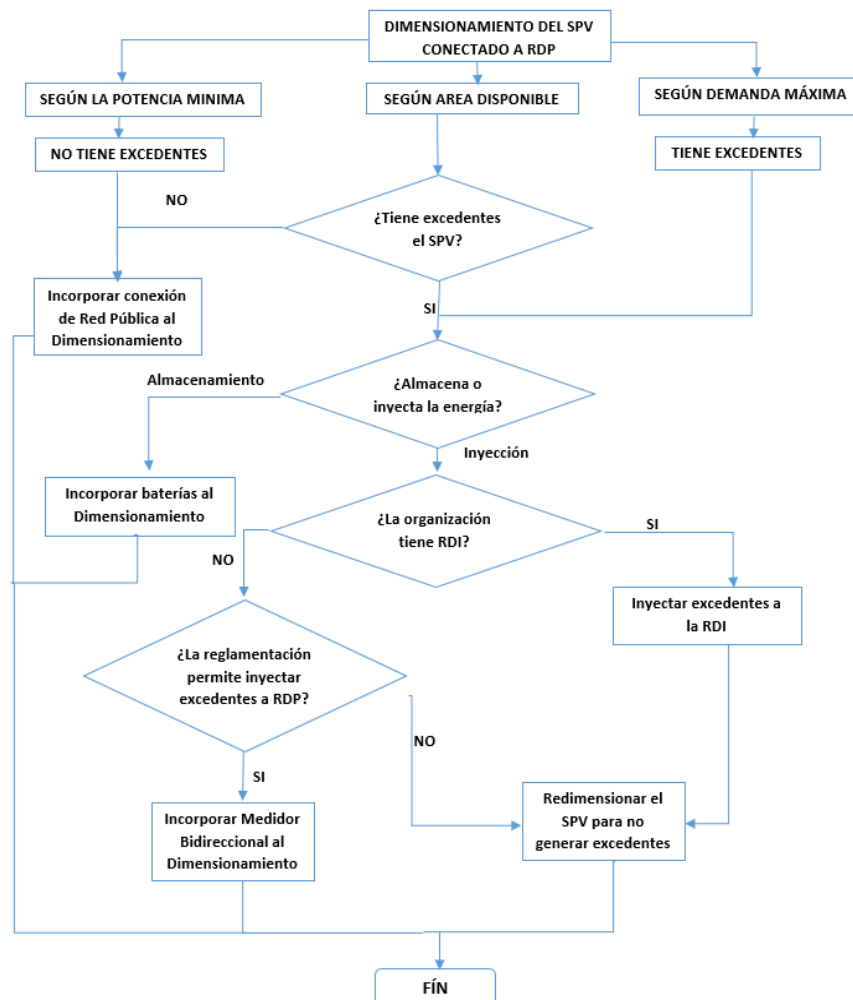 DIMENSIONAMIENTO DEL SPV
CONECTADO A RDP
SEGÚN LA POTENCIA MINIMA
SEGÚN AREA DISPONIBLE
SEGÚN DEMANDA MÁXIMA
NO TIENE EXCEDENTES
TIENE EXCEDENTES
NO
¿Tiene excedentes
el SPV?
Incorporar conexión
de Red Pública al
Dimensionamiento
SI
Almacenamiento
¿Almacena o
inyecta la energía?
Inyección
Incorporar baterías al
Dimensionamiento
¿La organización
tiene RDI?
SI
NO
Inyectar excedentes a
la RDI
¿La reglamentación
permite inyectar
excedentes a RDP?
NO
SI
Redimensionar el
SPV para no
generar excedentes
Incorporar Medidor
Bidireccional al
Dimensionamiento
FÍN